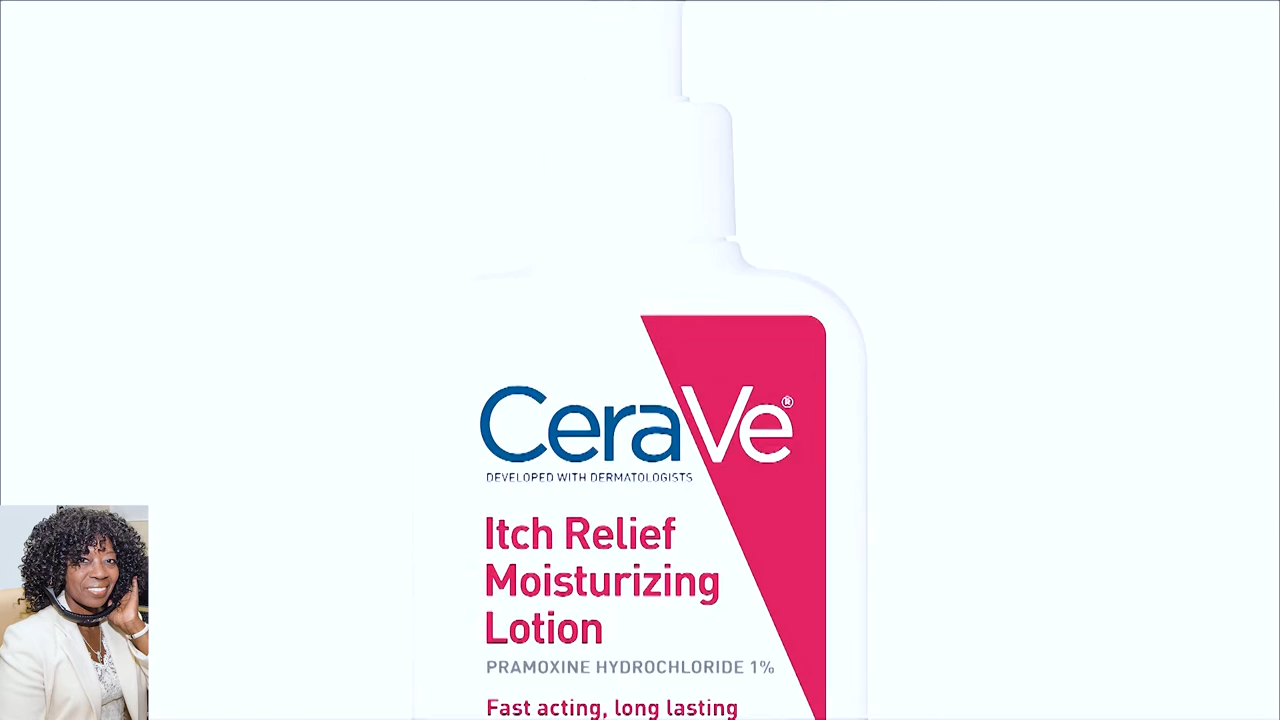 CeraVe®
DEVELOPED WITH DERMATOLOGISTS
Itch Relief
Moisturizing
Lotion
PRAMOXINE HYDROCHLORIDE 1%
Fast acting, long lasting